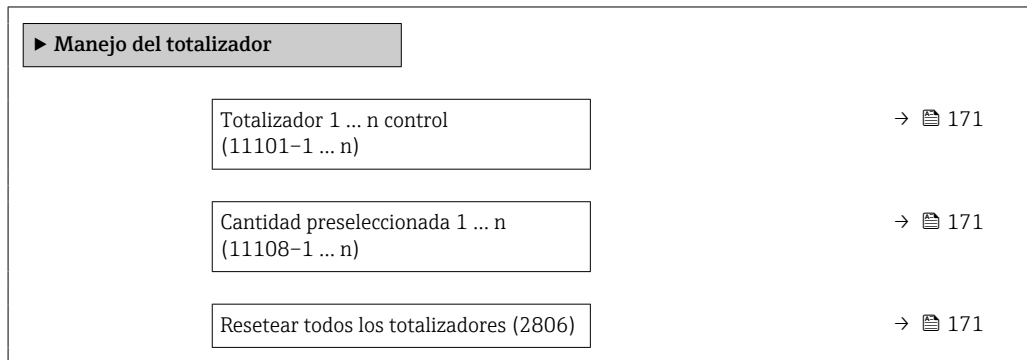 ▶ Manejo del totalizador
Totalizador 1 … n control
(11101–1 … n)
→ 171
Cantidad preseleccionada 1 … n
(11108–1 … n)
→ 171
Resetear todos los totalizadores (2806)
→ 171